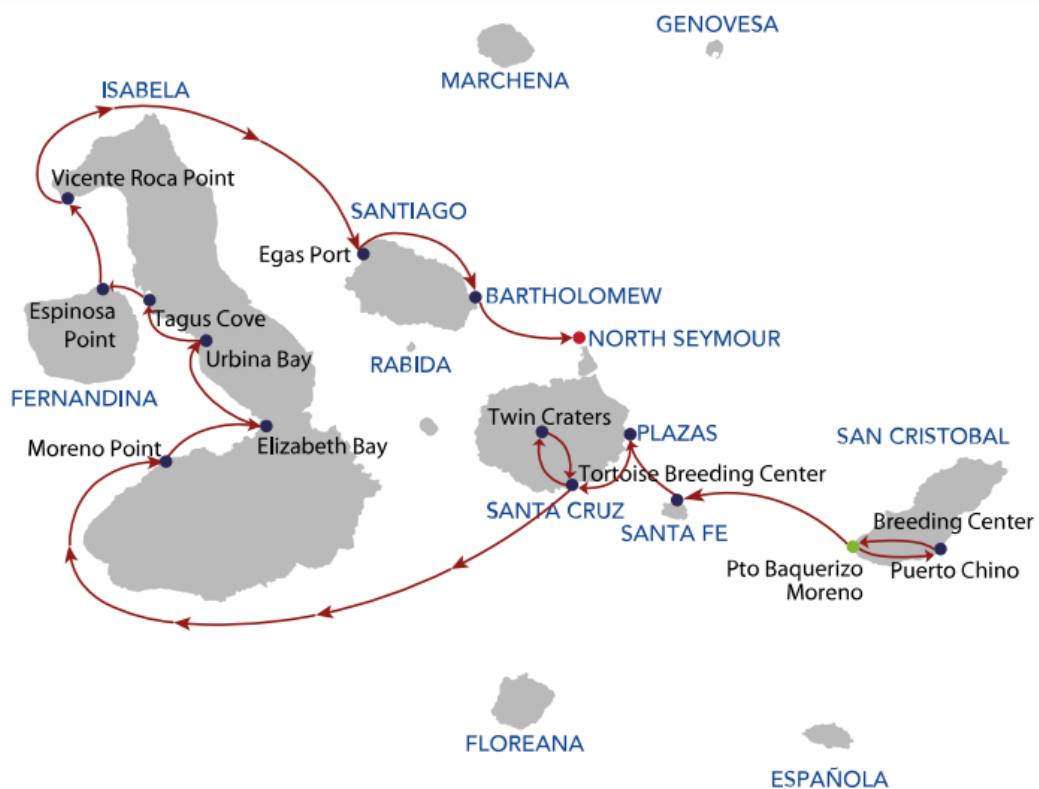 GENOVESA
MARCHENA
ISABELA
Vicente Roca Point
SANTIAGO
Egas Port
BARTHOLOMEW
Espinosa
Point
Tagus Cove
NORTH SEYMOUR
Urbina Bay
RABIDA
FERNANDINA
Twin Craters
PLAZAS
SAN CRISTOBAL
Moreno Point
Elizabeth Bay
Tortoise Breeding Center
SANTA CRUZ
SANTA FE
Breeding Center
Pto Baquerizo
Moreno
Puerto Chino
FLOREANA
ESPAÑOLA